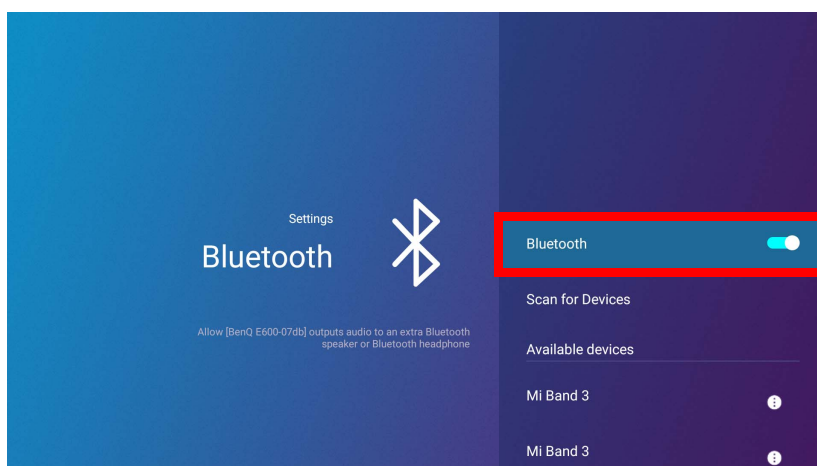 Settings
Bluetooth
Allow [BenQ E600-07db] outputs audio to an extra Bluetooth
speaker or Bluetooth headphone
Bluetooth
Scan for Devices
Available devices
Mi Band 3
Mi Band 3